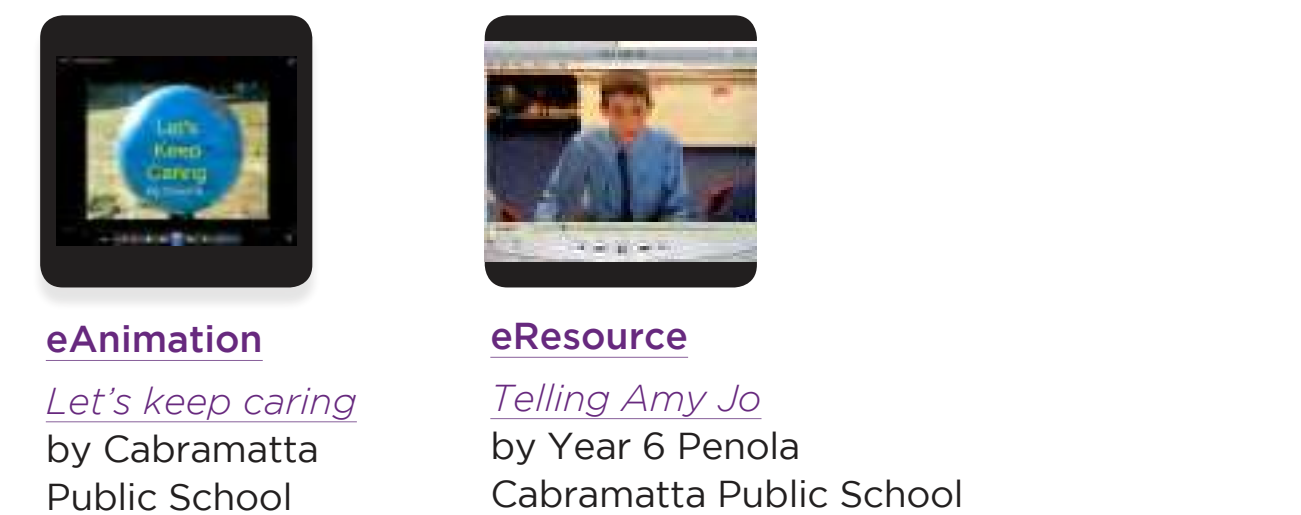 Let's
Keep
Caring
eAnimation
Let’s keep caring
by Cabramatta
Public School
eResource
Telling Amy Jo
by Year 6 Penola
Cabramatta Public School